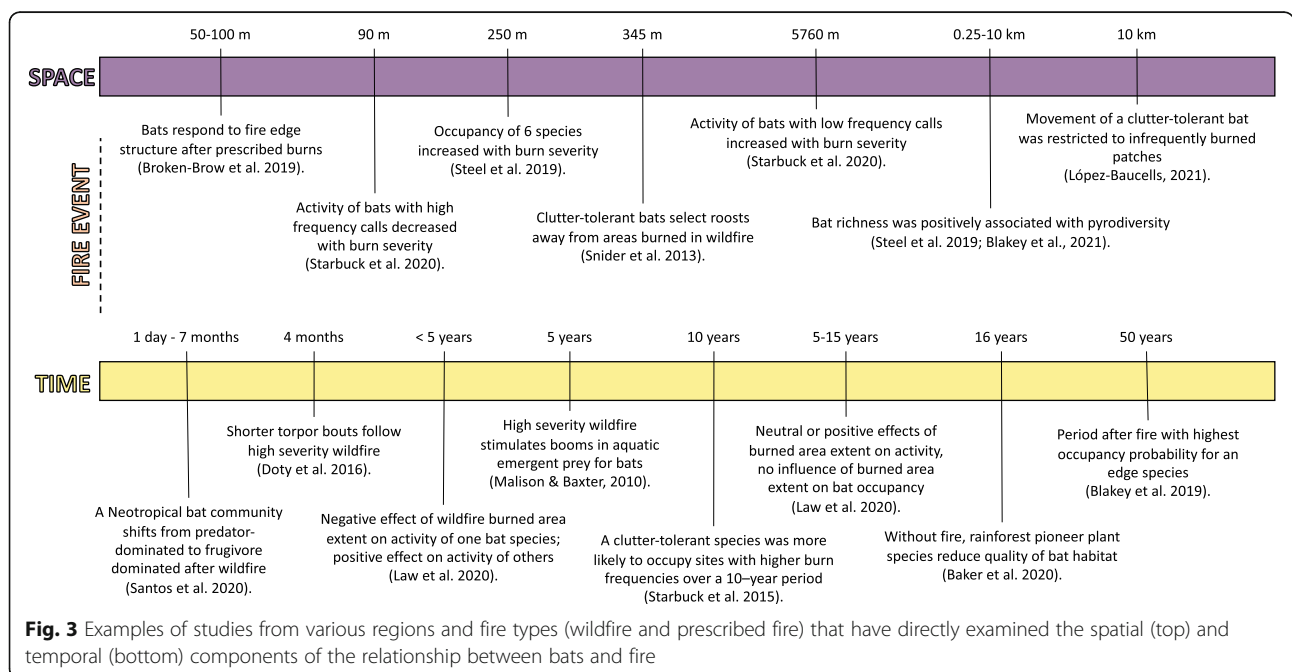 50-100 m
90 m
250 m
345 m
5760 m
0.25-10 km
10 km
SPACE
FIRE EVENT
Bats respond to fire edge
structure after prescribed burns
(Broken-Brow et al. 2019).
Activity of bats with high
frequency calls decreased
with burn severity
(Starbuck et al. 2020).
Occupancy of 6 species
increased with burn severity
(Steel et al. 2019).
Clutter-tolerant bats select roosts
away from areas burned in wildfire
(Snider et al. 2013).
Activity of bats with low frequency calls
increased with burn severity
(Starbuck et al. 2020).
Bat richness was positively associated with pyrodiversity
(Steel et al. 2019; Blakey et al., 2021).
Movement of a clutter-tolerant bat
was restricted to infrequently burned
patches
(López-Baucells, 2021).
1 day - 7 months
4 months
< 5 years
5 years
10 years
5-15 years
16 years
50 years
TIME
A Neotropical bat community
shifts from predator-
dominated to frugivore
dominated after wildfire
(Santos et al. 2020).
Shorter torpor bouts follow
high severity wildfire
(Doty et al. 2016).
Negative effect of wildfire burned area
extent on activity of one bat species;
positive effect on activity of others
(Law et al. 2020).
High severity wildfire
stimulates booms in aquatic
emergent prey for bats
(Malison & Baxter, 2010).
A clutter-tolerant species was more
likely to occupy sites with higher burn
frequencies over a 10–year period
(Starbuck et al. 2015).
Neutral or positive effects of
burned area extent on activity,
no influence of burned area
extent on bat occupancy
(Law et al. 2020).
Without fire, rainforest pioneer plant
species reduce quality of bat habitat
(Baker et al. 2020).
Period after fire with highest
occupancy probability for an
edge species
(Blakey et al. 2019).
Fig. 3 Examples of studies from various regions and fire types (wildfire and prescribed fire) that have directly examined the spatial (top) and
temporal (bottom) components of the relationship between bats and fire